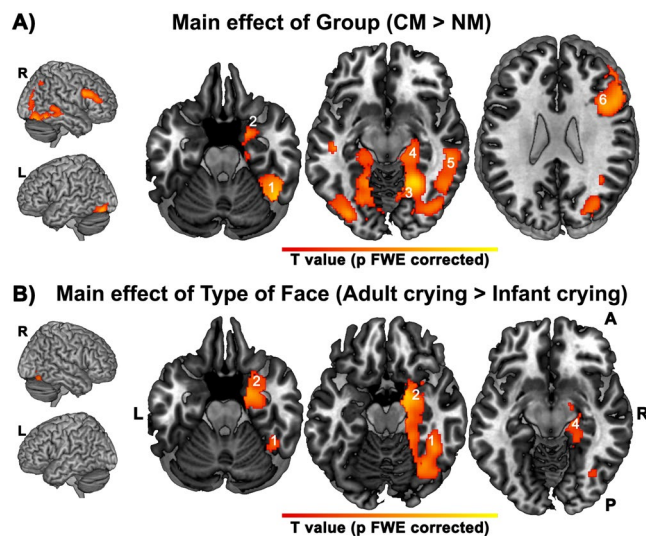 A) Main effect of Group (CM > NM)
R
L
1
2
3
4
5
6
T value (p FWE corrected)
B) Main effect of Type of Face (Adult crying > Infant crying)
R
L
L
2
1
2
1
4
A
R
P
T value (p FWE corrected)